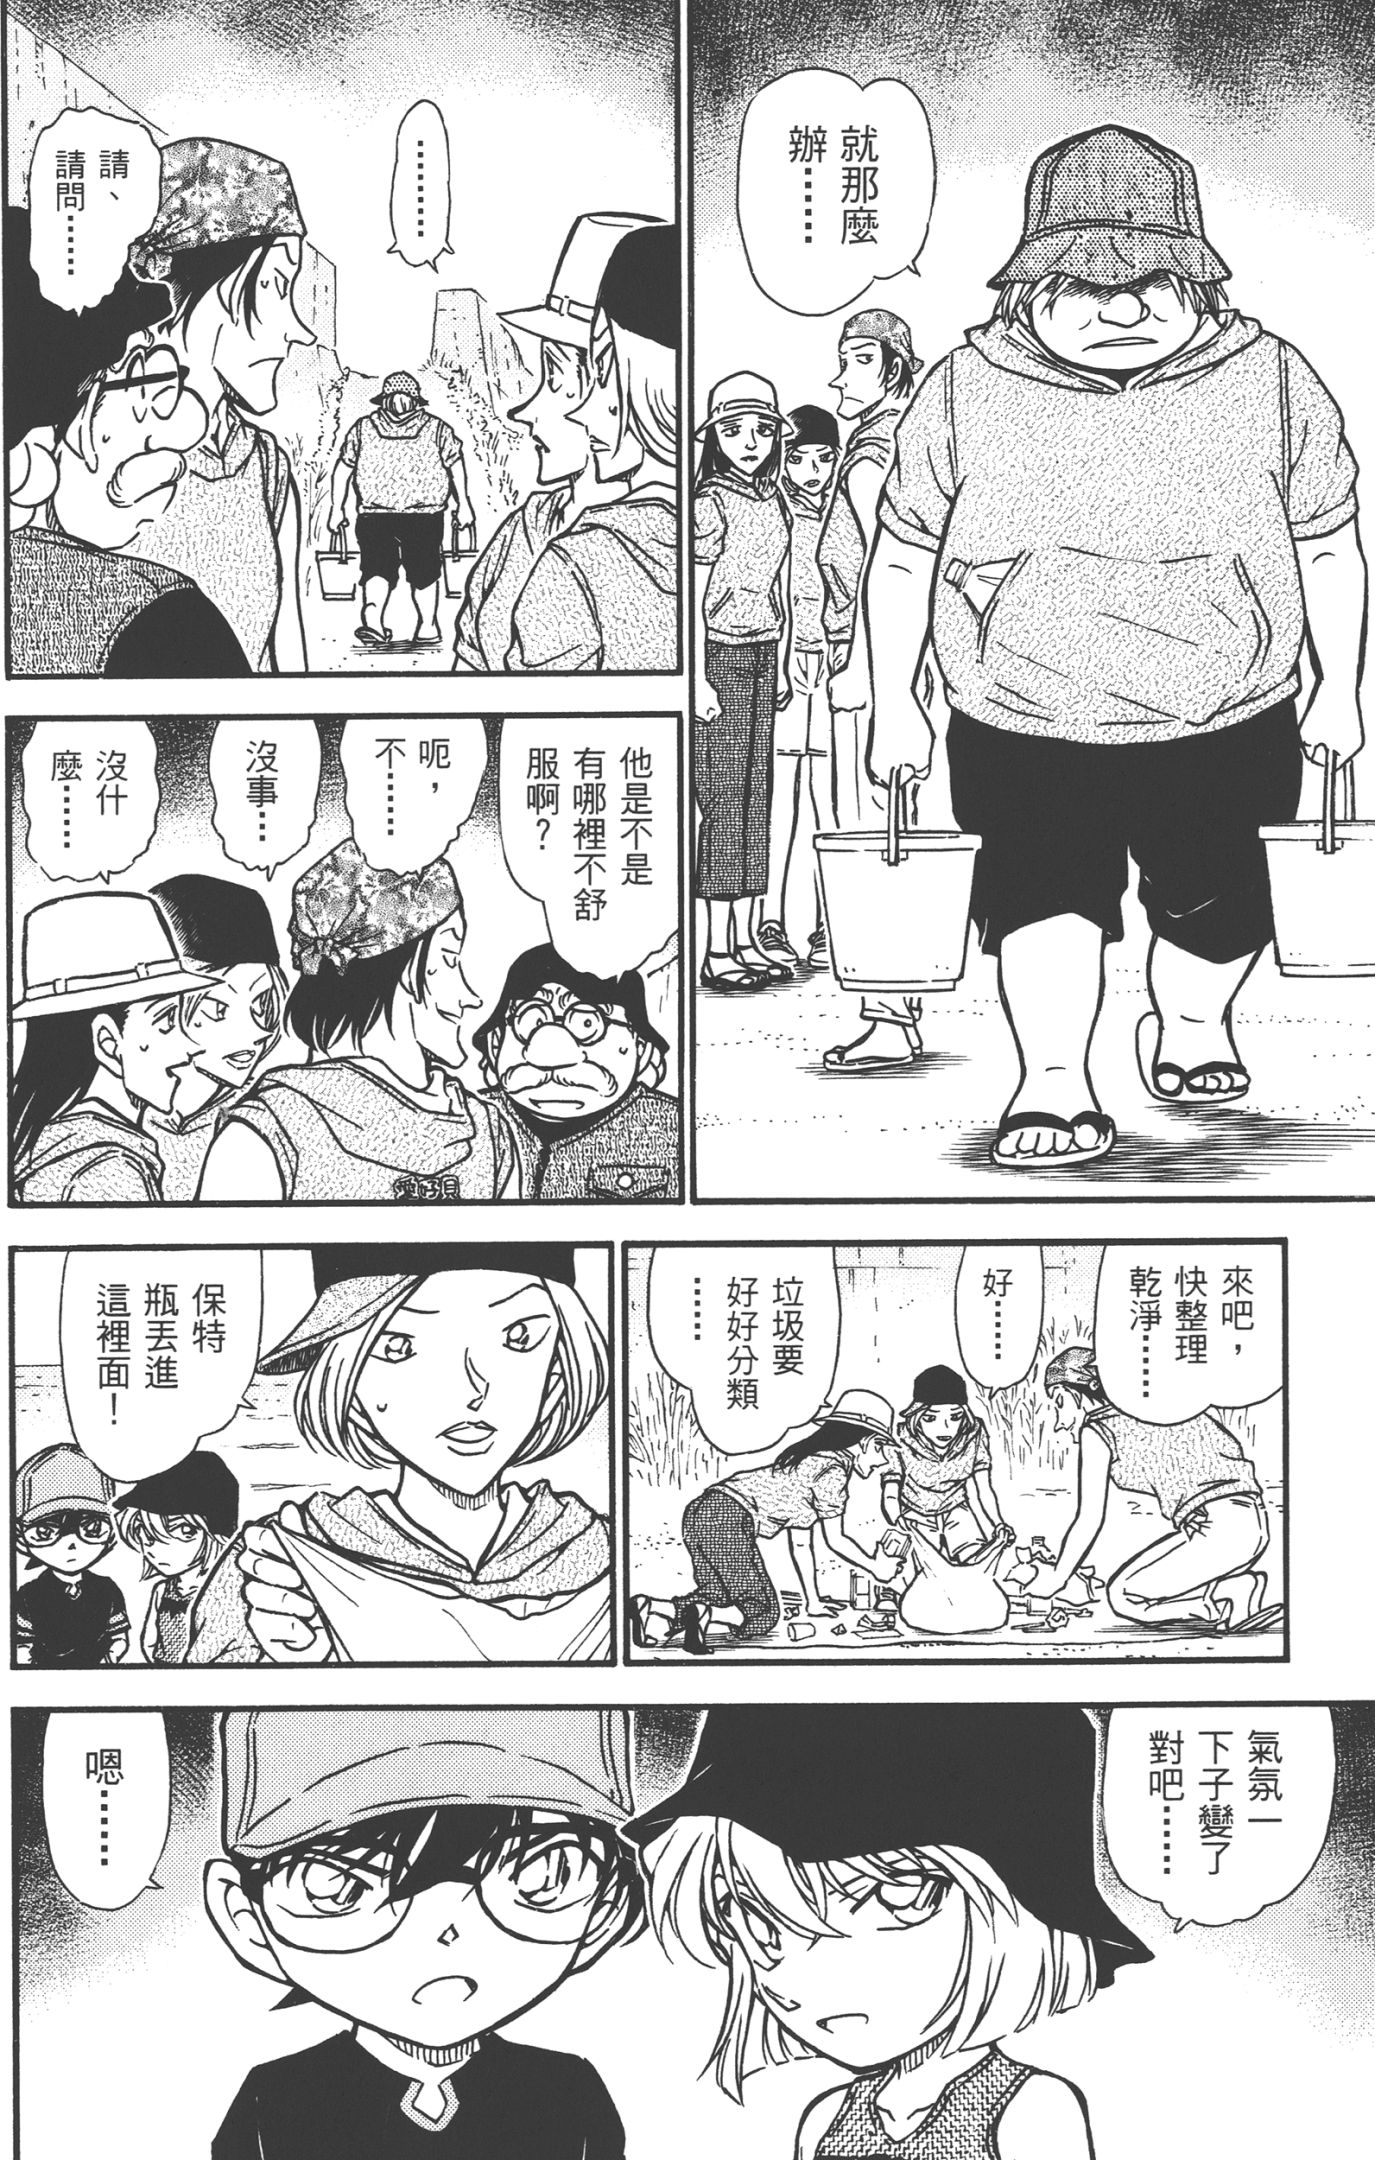 就那麼
辦……
………
請、
請問……
他是不是
有哪裡不舒
服啊？
呃，
不……
沒事…
沒什
麼……
愛好貝
來吧，
快整理
乾淨……
好……
垃圾要
好好分類
……
保特
瓶丟進
這裡面！
氣氛一
下子變了
對吧……
嗯……